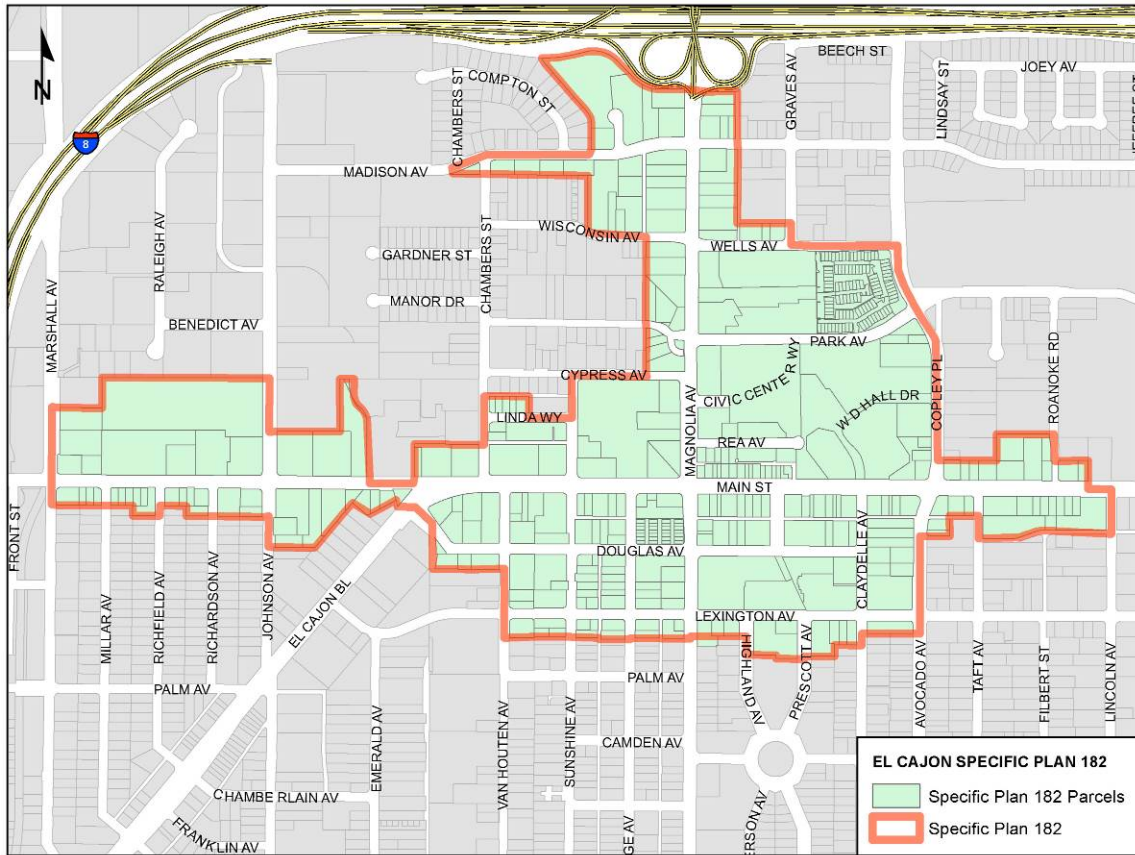 N
8
BEECH ST
JOEY AV
COMPTON ST
CHAMBERS ST
GRAVES AV
LINDSAY ST
MADISON AV
RALEIGH AV
WISCONSIN AV
WELLS AV
GARDNER ST
CHAMBERS ST
MANOR DR
MARSHALL AV
BENEDICT AV
PARK AV
CYPRESS AV
CIVIC CENTER WY
W D HALL DR
COPLEY PL
ROANOKE RD
LINDA WY
MAGNOLIA AV
REA AV
MAIN ST
FRONT ST
DOUGLAS AV
CLAYDELLE AV
MILLAR AV
RICHFIELD AV
RICHARDSON AV
JOHNSON AV
EL CAJON BL
LEXINGTON AV
HIGHLAND AV
PRESCOTT AV
PALM AV
PALM AV
AVOCADO AV
TAFT AV
FILBERT ST
LINCOLN AV
EMERALD AV
VAN HOUTEN AV
SUNSHINE AV
CAMDEN AV
CHAMBERLAIN AV
FRANKLIN AV
GE AV
ERSON AV
EL CAJON SPECIFIC PLAN 182
Specific Plan 182 Parcels
Specific Plan 182